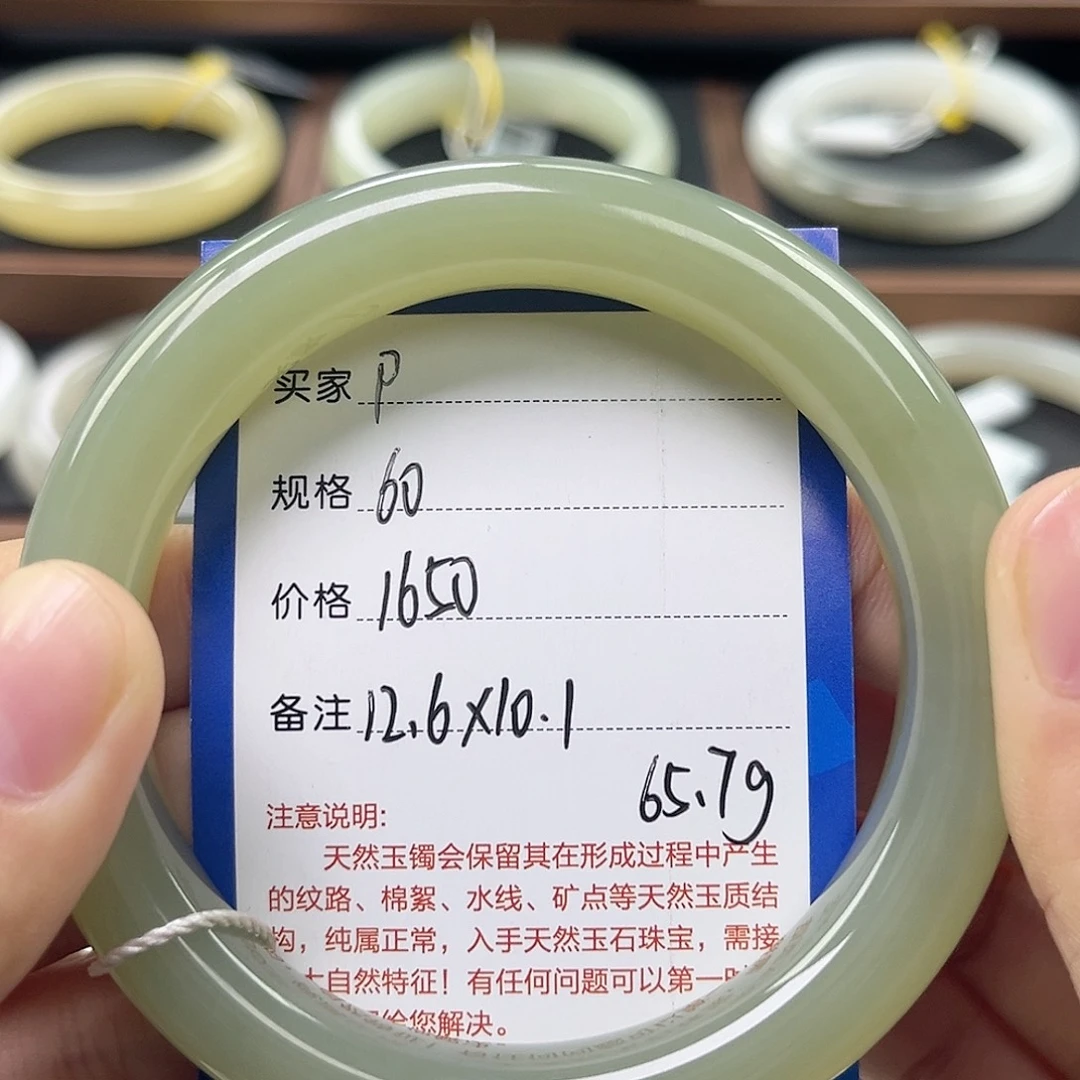 买家 P
规格 60
价格 1650
备注 12.6X10.1
65.7g
注意说明:
天然玉镯会保留其在形成过程中产生
的纹路、棉絮、水线、矿点等天然玉质结
构，纯属正常，入手天然玉石珠宝，需接
大自然特征！有任何问题可以第一时
给您解决。